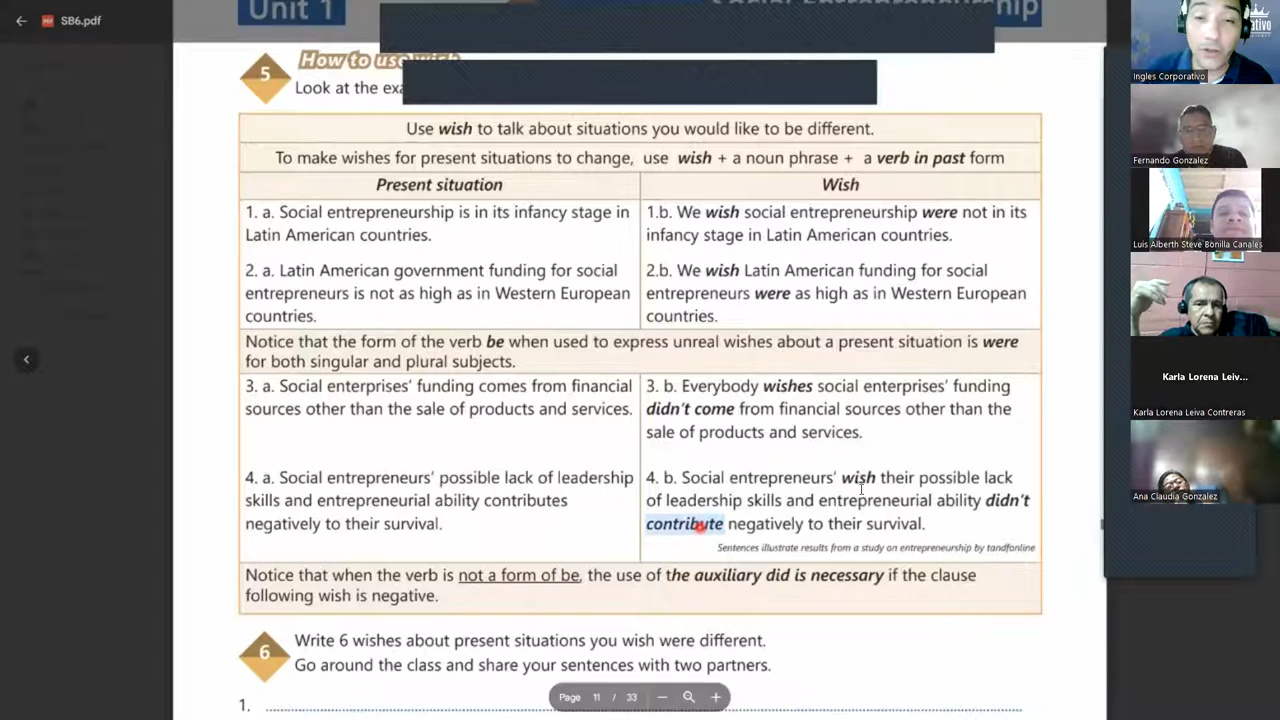 SB6.pdf
Unit 1
5
How to use wish
Look at the exa
Use wish to talk about situations you would like to be different.
To make wishes for present situations to change, use wish + a noun phrase + a verb in past form
Present situation
Wish
1. a. Social entrepreneurship is in its infancy stage in
Latin American countries.
1.b. We wish social entrepreneurship were not in its
infancy stage in Latin American countries.
2. a. Latin American government funding for social
entrepreneurs is not as high as in Western European
countries.
2.b. We wish Latin American funding for social
entrepreneurs were as high as in Western European
countries.
Notice that the form of the verb be when used to express unreal wishes about a present situation is were
for both singular and plural subjects.
3. a. Social enterprises' funding comes from financial
sources other than the sale of products and services.
3. b. Everybody wishes social enterprises' funding
didn't come from financial sources other than the
sale of products and services.
4. a. Social entrepreneurs' possible lack of leadership
skills and entrepreneurial ability contributes
negatively to their survival.
4. b. Social entrepreneurs' wish their possible lack
of leadership skills and entrepreneurial ability didn't
contribute negatively to their survival.
Sentences illustrate results from a study on entrepreneurship by tandfonline
Notice that when the verb is not a form of be, the use of the auxiliary did is necessary if the clause
following wish is negative.
6
Write 6 wishes about present situations you wish were different.
Go around the class and share your sentences with two partners.
1.
Page 11 / 33
Ingles Corporativo
Fernando Gonzalez
Luis Alberth Steve Bonilla Canales
Karla Lorena Leiv...
Karla Lorena Leiva Contreras
Ana Claudia Gonzalez